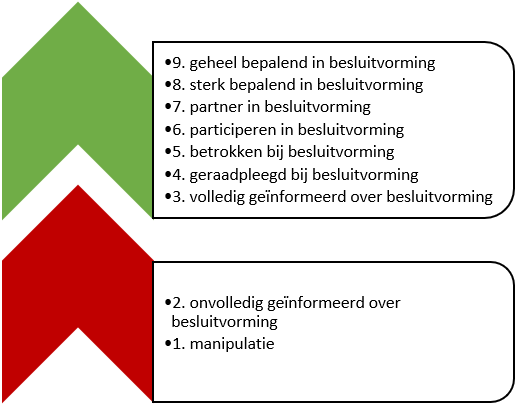 •9. geheel bepalend in besluitvorming
•8. sterk bepalend in besluitvorming
•7. partner in besluitvorming
•6. participeren in besluitvorming
•5. betrokken bij besluitvorming
•4. geraadpleegd bij besluitvorming
•3. volledig geïnformeerd over besluitvorming
•2. onvolledig geïnformeerd over
besluitvorming
•1. manipulatie